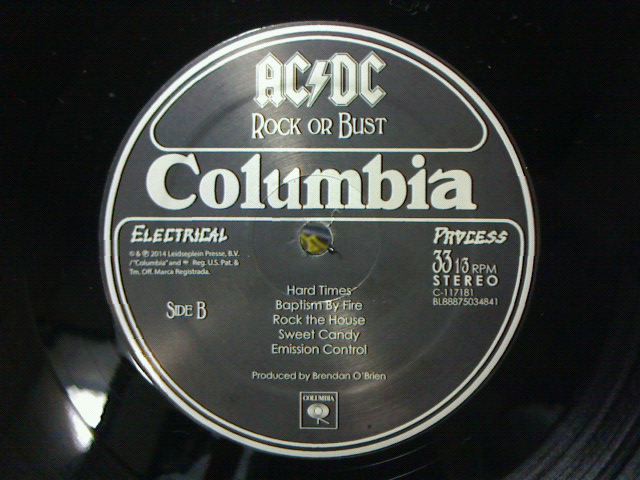 AC⚡DC
ROCK OR BUST
Columbia
ELECTRICAL
PROCESS
© & ℗ 2014 Leidseplein Presse, B.V.
/"Columbia" and Reg. U.S. Pat. &
Tm. Off. Marca Registrada.
33 1/3 RPM
STEREO
C-117181
BL88875034841
SIDE B
Hard Times
Baptism By Fire
Rock the House
Sweet Candy
Emission Control
Produced by Brendan O'Brien
COLUMBIA